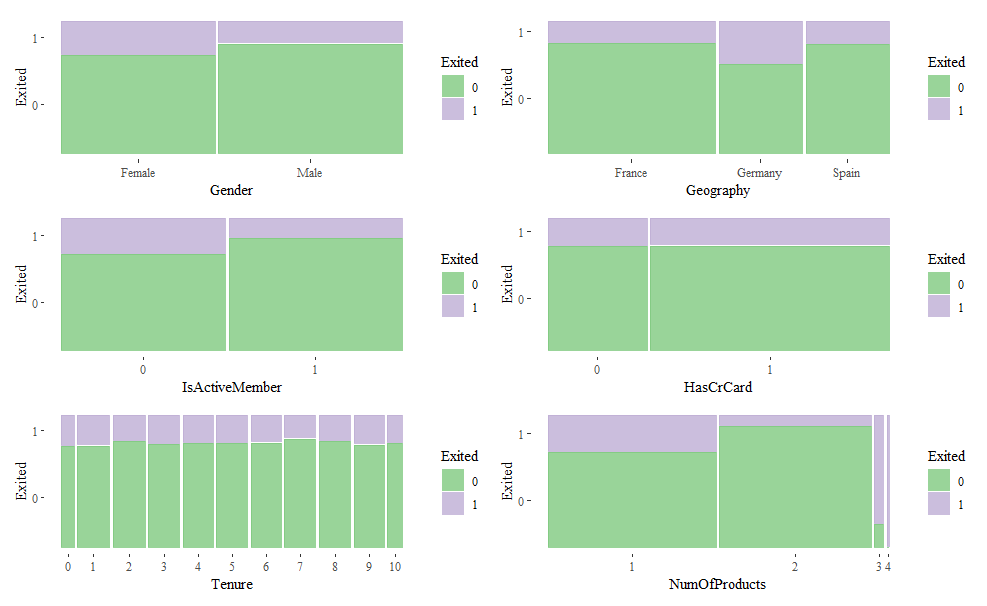 Exited
1
0
Female Male
Gender
Exited
0
1
Exited
1
0
France Germany Spain
Geography
Exited
0
1
Exited
1
0
0 1
IsActiveMember
Exited
0
1
Exited
1
0
0 1
HasCrCard
Exited
0
1
Exited
1
0
0 1 2 3 4 5 6 7 8 9 10
Tenure
Exited
0
1
Exited
1
0
1 2 3 4
NumOfProducts
Exited
0
1